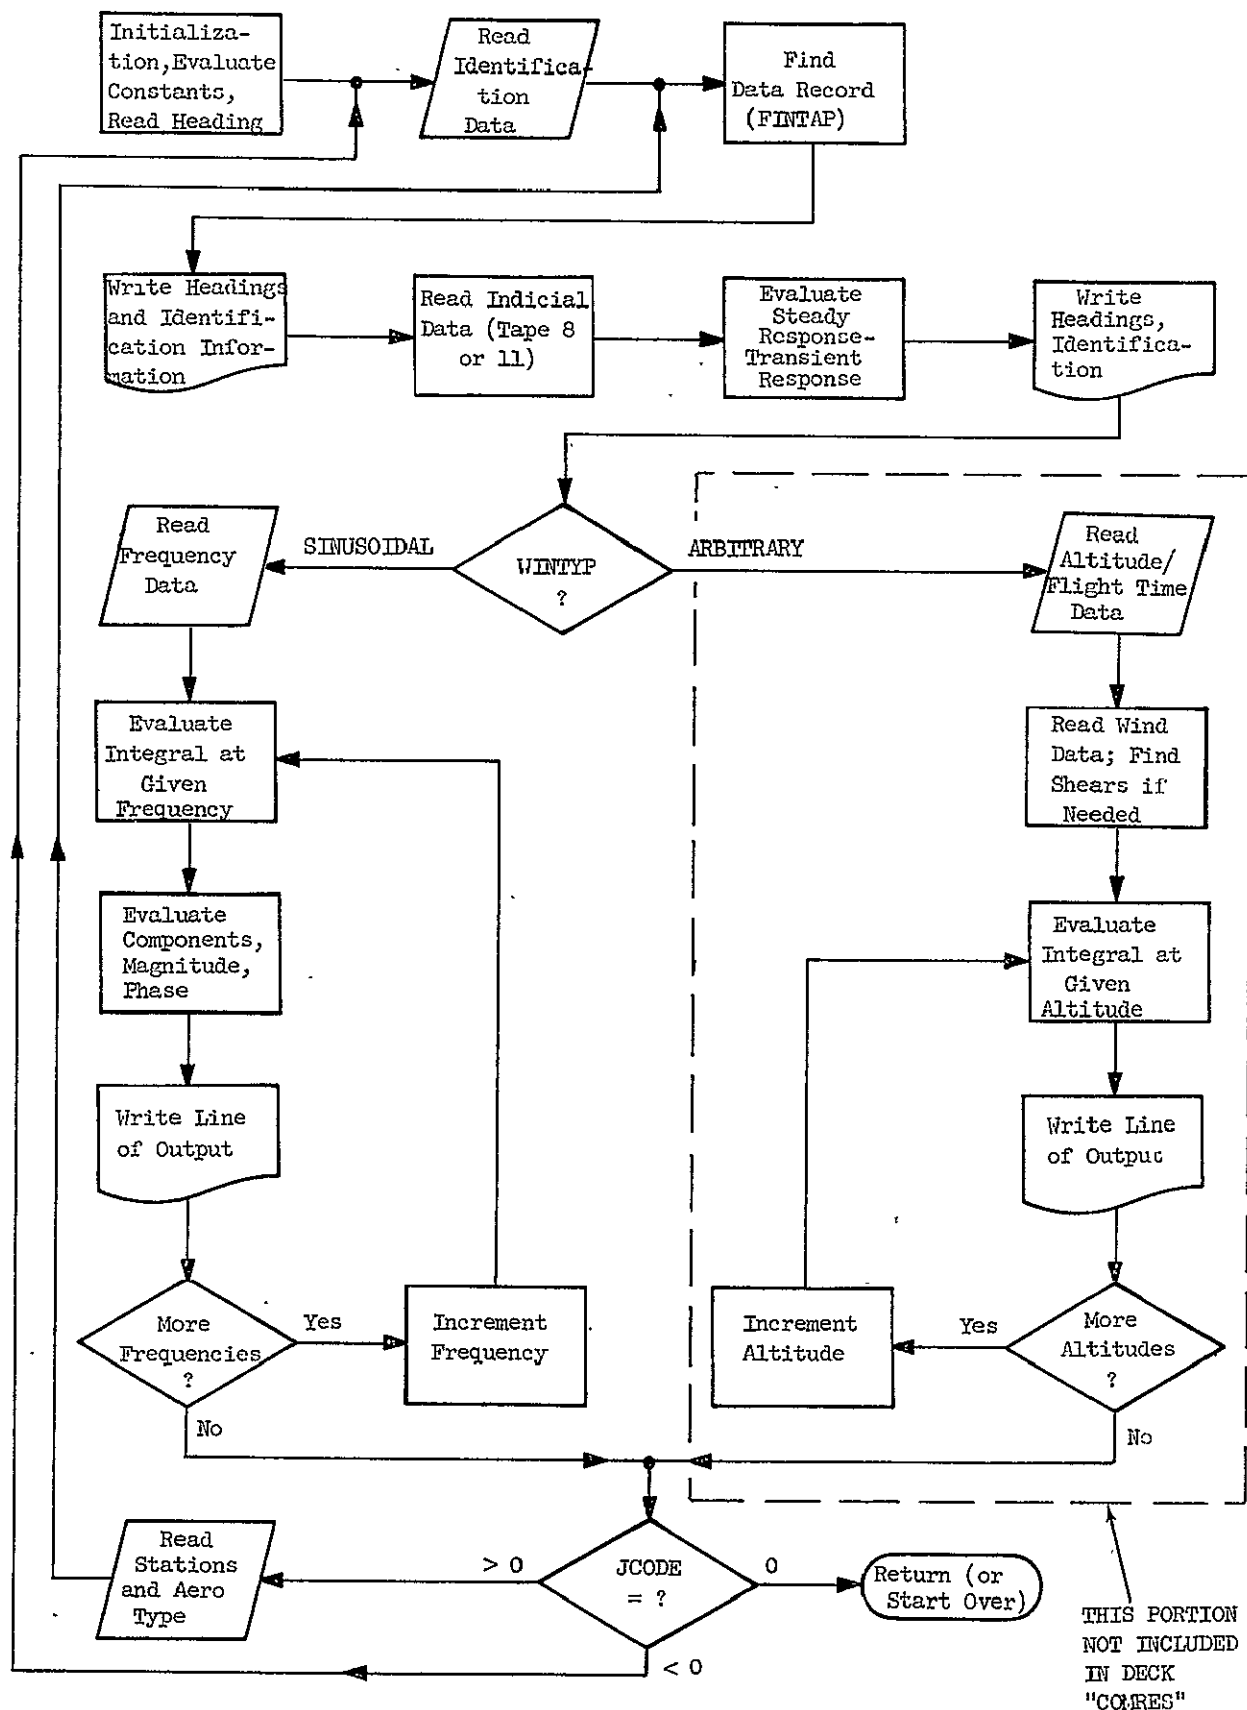 Initializa-
tion,Evaluate
Constants,
Read Heading
Read
Identifica-
tion
Data
Find
Data Record
(FINTAP)
Write Headings
and Identifi-
cation Infor-
mation
Read Indicial
Data (Tape 8
or 11)
Evaluate
Steady
Response-
Transient
Response
Write
Headings,
Identifica-
tion
Read
Frequency
Data
SINUSOIDAL
WINTYP
?
ARBITRARY
Read
Altitude/
Flight Time
Data
Evaluate
Integral at
Given
Frequency
Read Wind
Data; Find
Shears if
Needed
Evaluate
Components,
Magnitude,
Phase
Evaluate
Integral at
Given
Altitude
Write Line
of Output
Write Line
of Output
More
Frequencies
?
Yes
Increment
Frequency
Increment
Altitude
Yes
More
Altitudes
?
No
No
Read
Stations
and Aero
Type
> 0
JCODE
= ?
0
Return (or
Start Over)
< 0
THIS PORTION
NOT INCLUDED
IN DECK
"COMRES"